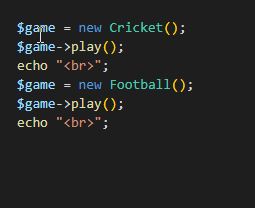 $game = new Cricket();
$game->play();
echo "<br>";
$game = new Football();
$game->play();
echo "<br>";